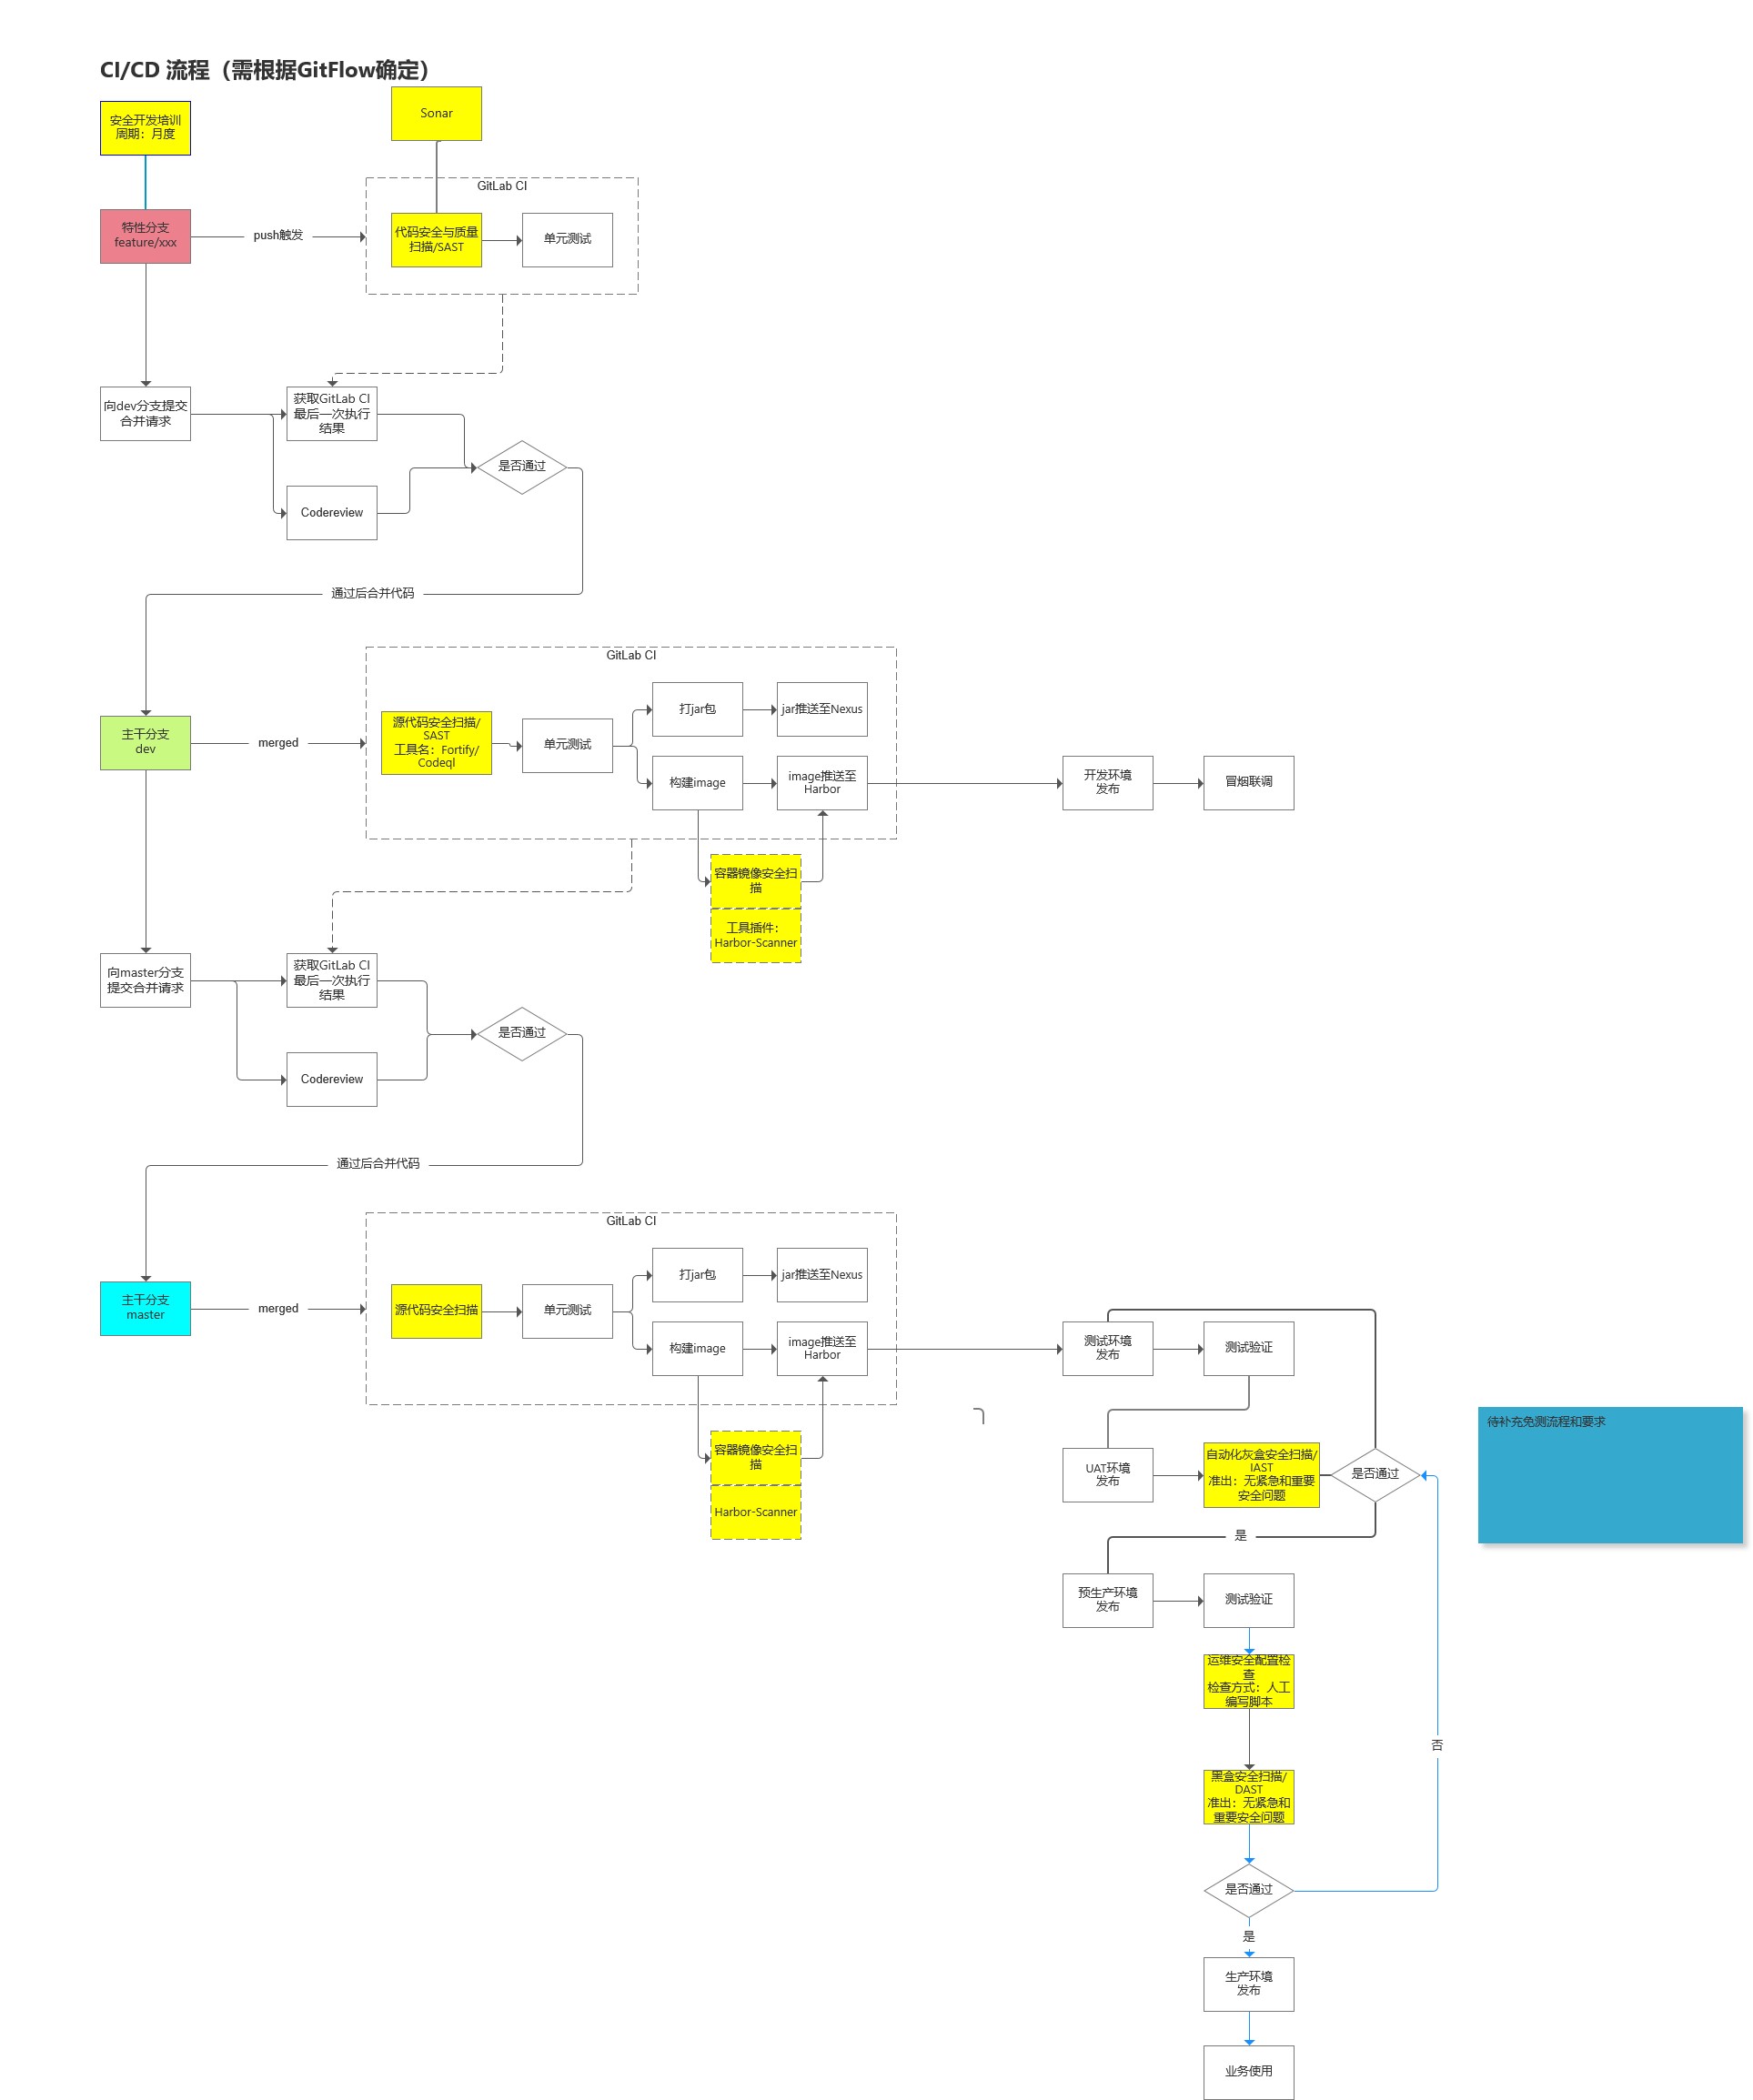 CI/CD 流程（需根据GitFlow确定）
安全开发培训
周期：月度
Sonar
GitLab CI
特性分支
feature/xxx
push触发
代码安全与质量
扫描/SAST
单元测试
向dev分支提交
合并请求
获取GitLab CI
最后一次执行
结果
是否通过
Codereview
通过后合并代码
GitLab CI
主干分支
dev
merged
源代码安全扫描/
SAST
工具名：Fortify/
Codeql
单元测试
打jar包
jar推送至Nexus
构建image
image推送至
Harbor
开发环境
发布
冒烟联调
容器镜像安全扫
描
工具插件：
Harbor-Scanner
向master分支
提交合并请求
获取GitLab CI
最后一次执行
结果
是否通过
Codereview
通过后合并代码
GitLab CI
主干分支
master
merged
源代码安全扫描
单元测试
打jar包
jar推送至Nexus
构建image
image推送至
Harbor
测试环境
发布
测试验证
容器镜像安全扫
描
Harbor-Scanner
UAT环境
发布
自动化灰盒安全扫描/
IAST
准出：无紧急和重要
安全问题
是否通过
待补充免测流程和要求
是
预生产环境
发布
测试验证
运维安全配置检
查
检查方式：人工
编写脚本
否
黑盒安全扫描/
DAST
准出：无紧急和
重要安全问题
是否通过
是
生产环境
发布
业务使用